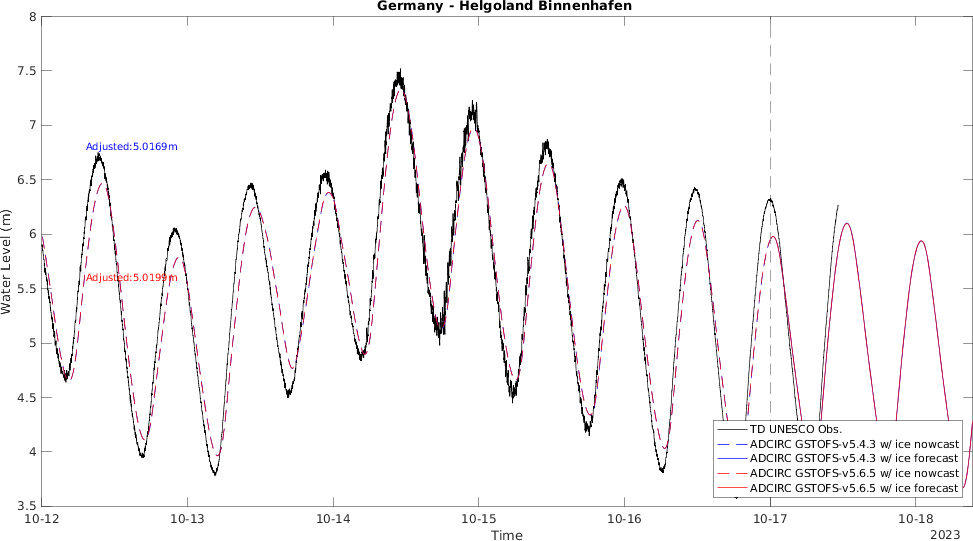 Germany - Helgoland Binnenhafen
8
7.5
7
6.5
6
5.5
5
4.5
4
3.5
Water Level (m)
Adjusted:5.0169m
Adjusted:5.0199m
TD UNESCO Obs.
ADCIRC GSTOFS-v5.4.3 w/ ice nowcast
ADCIRC GSTOFS-v5.4.3 w/ ice forecast
ADCIRC GSTOFS-v5.6.5 w/ ice nowcast
ADCIRC GSTOFS-v5.6.5 w/ ice forecast
10-12 10-13 10-14 10-15 10-16 10-17 10-18
Time
2023